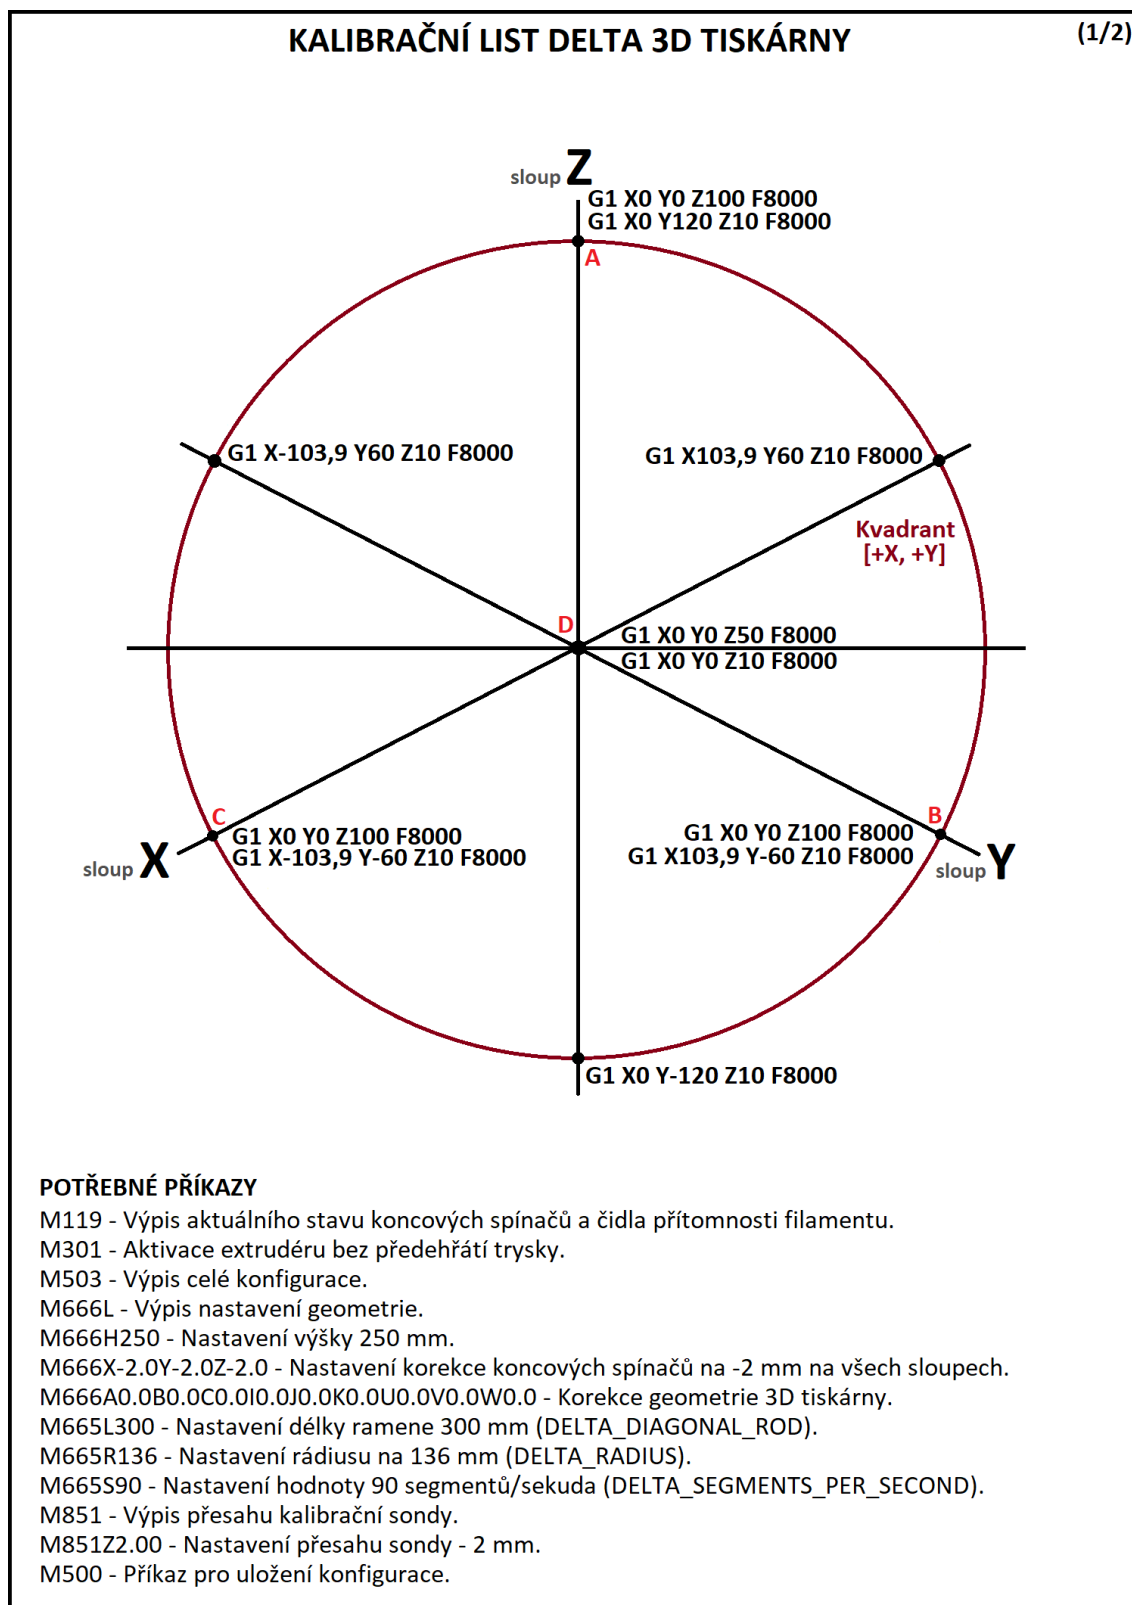 KALIBRAČNÍ LIST DELTA 3D TISKÁRNY
(1/2)
sloup Z
G1 X0 Y0 Z100 F8000
G1 X0 Y120 Z10 F8000
A
G1 X-103,9 Y60 Z10 F8000
G1 X103,9 Y60 Z10 F8000
Kvadrant
[+X, +Y]
D
G1 X0 Y0 Z50 F8000
G1 X0 Y0 Z10 F8000
C
G1 X0 Y0 Z100 F8000
G1 X-103,9 Y-60 Z10 F8000
sloup X
B
G1 X0 Y0 Z100 F8000
G1 X103,9 Y-60 Z10 F8000
sloup Y
G1 X0 Y-120 Z10 F8000
POTŘEBNÉ PŘÍKAZY
M119 - Výpis aktuálního stavu koncových spínačů a čidla přítomnosti filamentu.
M301 - Aktivace extrudéru bez předehřátí trysky.
M503 - Výpis celé konfigurace.
M666L - Výpis nastavení geometrie.
M666H250 - Nastavení výšky 250 mm.
M666X-2.0Y-2.0Z-2.0 - Nastavení korekce koncových spínačů na -2 mm na všech sloupech.
M666A0.0B0.0C0.0I0.0J0.0K0.0U0.0V0.0W0.0 - Korekce geometrie 3D tiskárny.
M665L300 - Nastavení délky ramene 300 mm (DELTA_DIAGONAL_ROD).
M665R136 - Nastavení rádiusu na 136 mm (DELTA_RADIUS).
M665S90 - Nastavení hodnoty 90 segmentů/sekuda (DELTA_SEGMENTS_PER_SECOND).
M851 - Výpis přesahu kalibrační sondy.
M851Z2.00 - Nastavení přesahu sondy - 2 mm.
M500 - Příkaz pro uložení konfigurace.